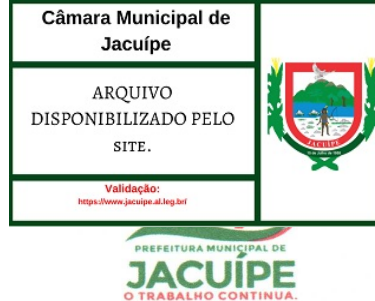 Câmara Municipal de
Jacuípe
ARQUIVO
DISPONIBILIZADO PELO
SITE.
Validação:
https://www.jacuipe.al.leg.br/
JACUÍPE
PREFEITURA MUNICIPAL DE
JACUÍPE
O TRABALHO CONTINUA.